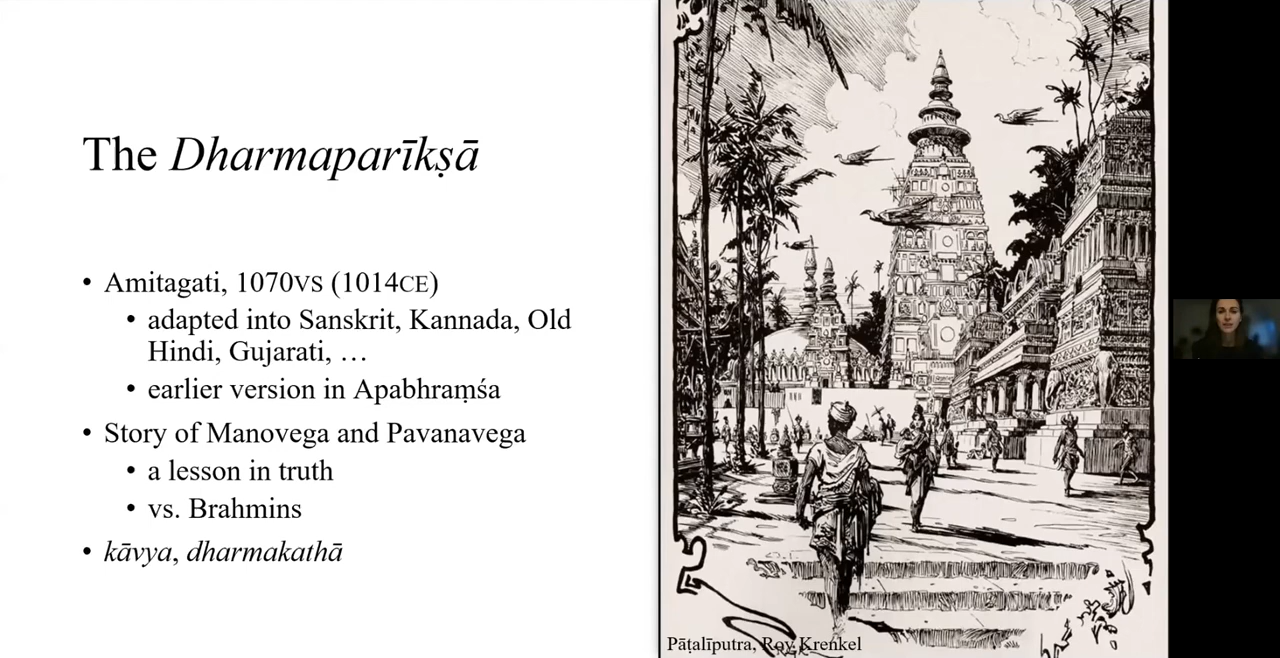 The Dharmaparīkṣā
• Amitagati, 1070VS (1014CE)
• adapted into Sanskrit, Kannada, Old
Hindi, Gujarati, …
• earlier version in Apabhraṃśa
• Story of Manovega and Pavanavega
• a lesson in truth
• vs. Brahmins
• kāvya, dharmakathā
Pāṭalīputra, Roy Krenkel